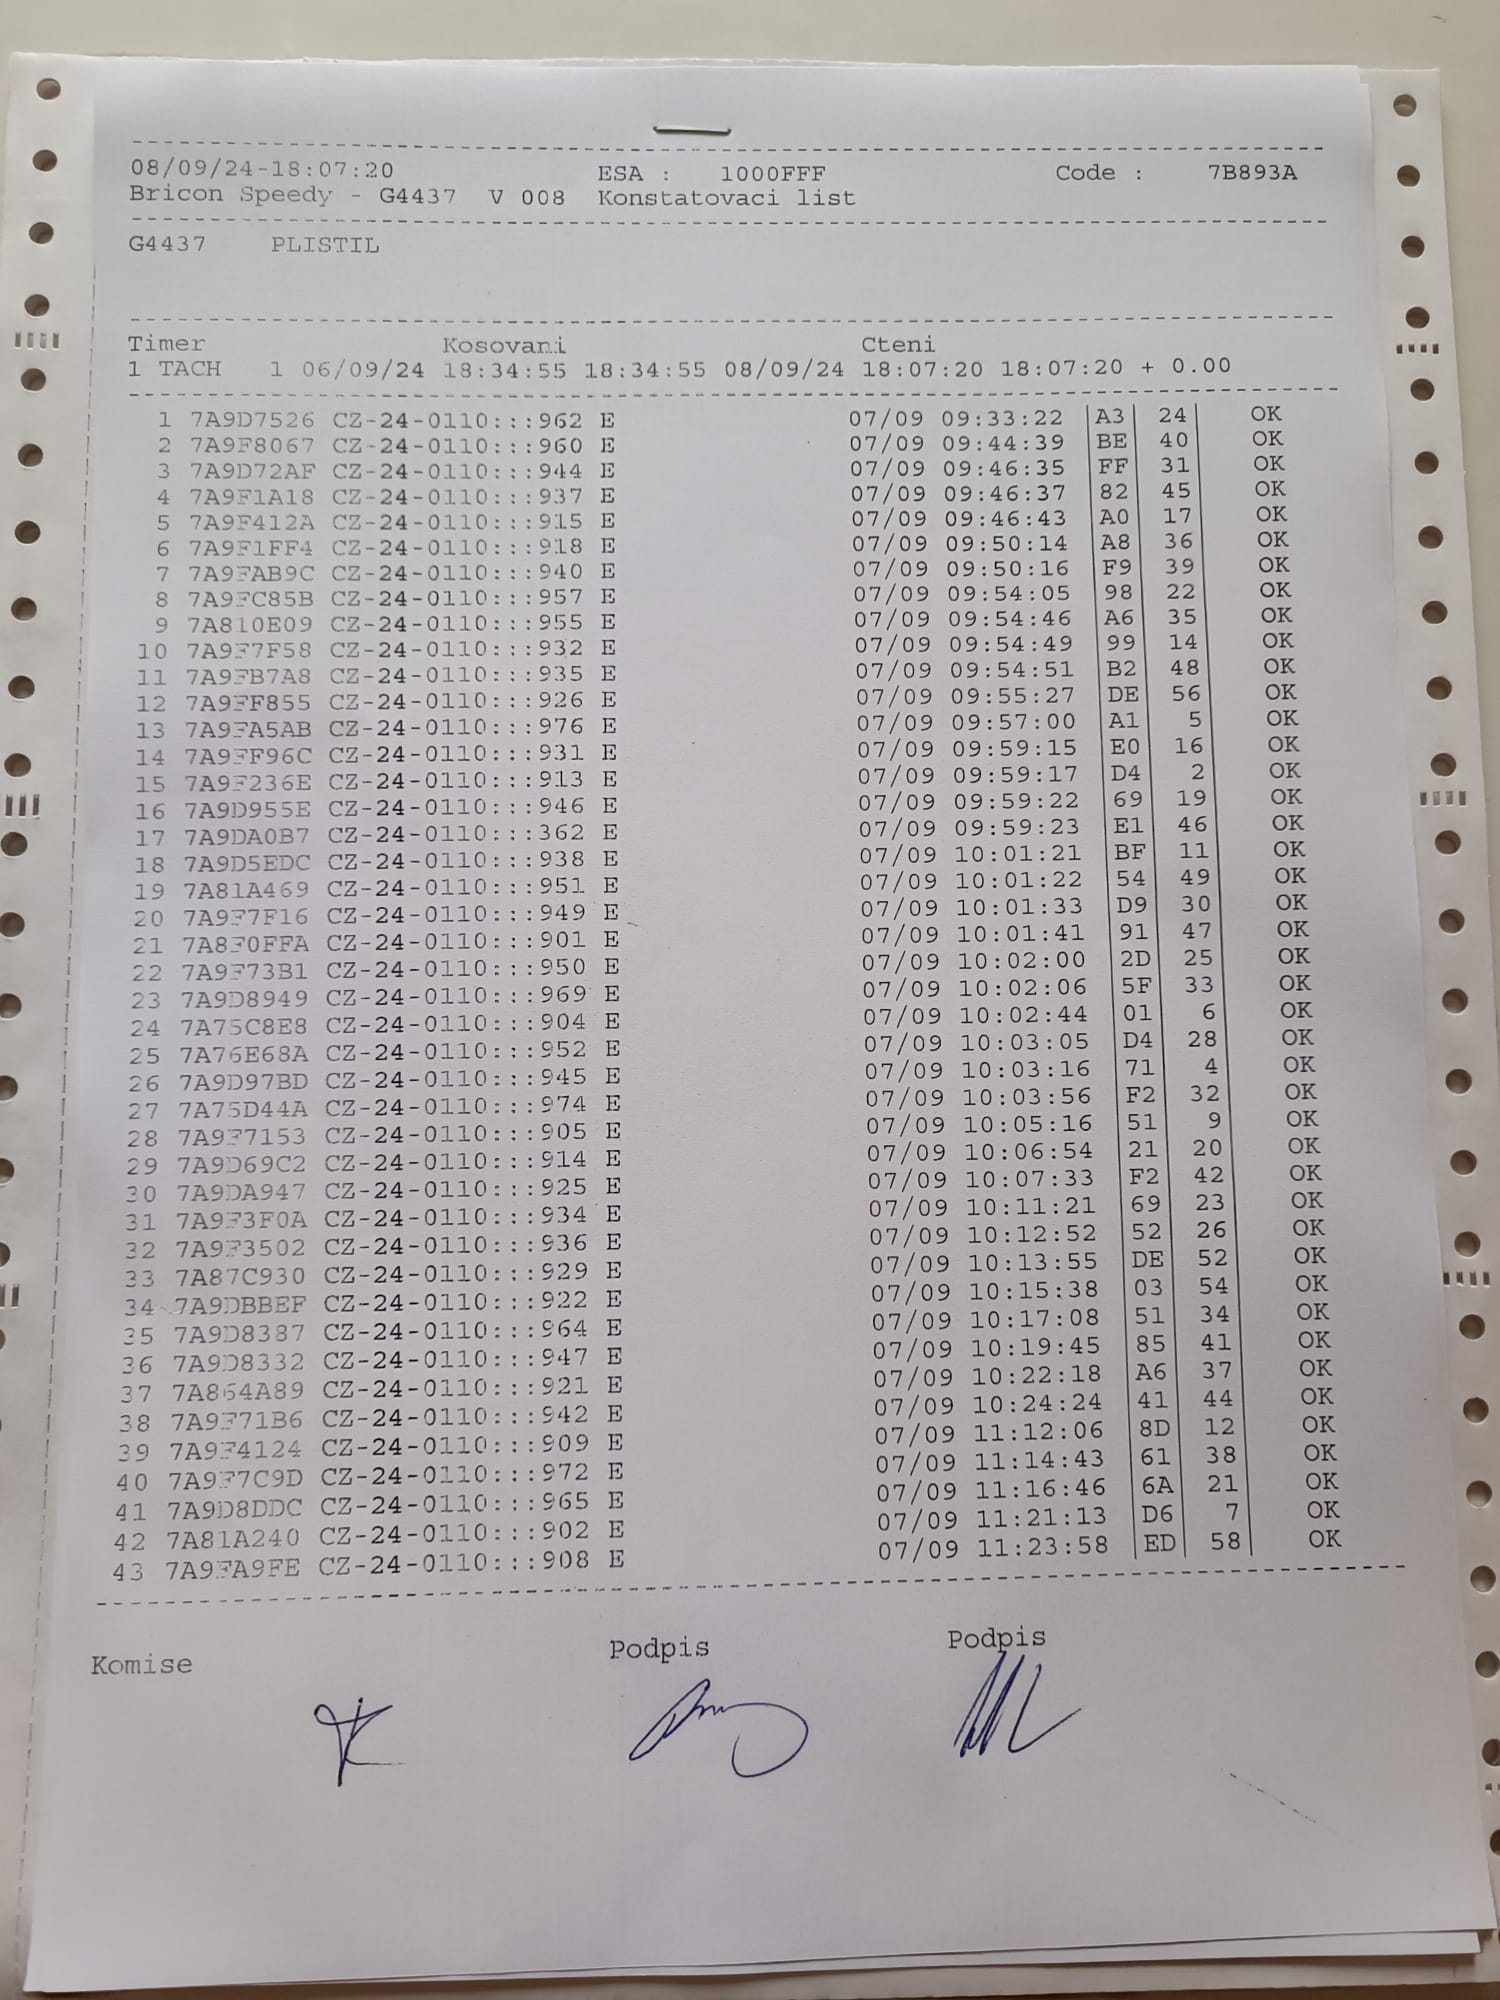 08/09/24-18:07:20 ESA : 1000FFF Code : 7B893A
Bricon Speedy - G4437 V 008 Konstatovaci list
G4437 PLISTIL
Timer Kosovani Cteni
1 TACH 1 06/09/24 18:34:55 18:34:55 08/09/24 18:07:20 18:07:20 + 0.00
1 7A9D7526 CZ-24-0110:::962 E 07/09 09:33:22 A3 24 OK
2 7A9F8067 CZ-24-0110:::960 E 07/09 09:44:39 BE 40 OK
3 7A9D72AF CZ-24-0110:::944 E 07/09 09:46:35 FF 31 OK
4 7A9F1A18 CZ-24-0110:::937 E 07/09 09:46:37 82 45 OK
5 7A9F412A CZ-24-0110:::915 E 07/09 09:46:43 A0 17 OK
6 7A9F1FF4 CZ-24-0110:::918 E 07/09 09:50:14 A8 36 OK
7 7A9FAB9C CZ-24-0110:::940 E 07/09 09:50:16 F9 39 OK
8 7A9FC85B CZ-24-0110:::957 E 07/09 09:54:05 98 22 OK
9 7A810E09 CZ-24-0110:::955 E 07/09 09:54:46 A6 35 OK
10 7A9F7F58 CZ-24-0110:::932 E 07/09 09:54:49 99 14 OK
11 7A9FB7A8 CZ-24-0110:::935 E 07/09 09:54:51 B2 48 OK
12 7A9FF855 CZ-24-0110:::926 E 07/09 09:55:27 DE 56 OK
13 7A9FA5AB CZ-24-0110:::976 E 07/09 09:57:00 A1 5 OK
14 7A9FF96C CZ-24-0110:::931 E 07/09 09:59:15 E0 16 OK
15 7A9F236E CZ-24-0110:::913 E 07/09 09:59:17 D4 2 OK
16 7A9D955E CZ-24-0110:::946 E 07/09 09:59:22 69 19 OK
17 7A9DA0B7 CZ-24-0110:::362 E 07/09 09:59:23 E1 46 OK
18 7A9D5EDC CZ-24-0110:::938 E 07/09 10:01:21 BF 11 OK
19 7A81A469 CZ-24-0110:::951 E 07/09 10:01:22 54 49 OK
20 7A9F7F16 CZ-24-0110:::949 E 07/09 10:01:33 D9 30 OK
21 7A8F0FFA CZ-24-0110:::901 E 07/09 10:01:41 91 47 OK
22 7A9F73B1 CZ-24-0110:::950 E 07/09 10:02:00 2D 25 OK
23 7A9D8949 CZ-24-0110:::969 E 07/09 10:02:06 5F 33 OK
24 7A75C8E8 CZ-24-0110:::904 E 07/09 10:02:44 01 6 OK
25 7A76E68A CZ-24-0110:::952 E 07/09 10:03:05 D4 28 OK
26 7A9D97BD CZ-24-0110:::945 E 07/09 10:03:16 71 4 OK
27 7A75D44A CZ-24-0110:::974 E 07/09 10:03:56 F2 32 OK
28 7A9F7153 CZ-24-0110:::905 E 07/09 10:05:16 51 9 OK
29 7A9D69C2 CZ-24-0110:::914 E 07/09 10:06:54 21 20 OK
30 7A9DA947 CZ-24-0110:::925 E 07/09 10:07:33 F2 42 OK
31 7A9F3F0A CZ-24-0110:::934 E 07/09 10:11:21 69 23 OK
32 7A9F3502 CZ-24-0110:::936 E 07/09 10:12:52 52 26 OK
33 7A87C930 CZ-24-0110:::929 E 07/09 10:13:55 DE 52 OK
34 7A9DBBEF CZ-24-0110:::922 E 07/09 10:15:38 03 54 OK
35 7A9D8387 CZ-24-0110:::964 E 07/09 10:17:08 51 34 OK
36 7A9D8332 CZ-24-0110:::947 E 07/09 10:19:45 85 41 OK
37 7A864A89 CZ-24-0110:::921 E 07/09 10:22:18 A6 37 OK
38 7A9F71B6 CZ-24-0110:::942 E 07/09 10:24:24 41 44 OK
39 7A9F4124 CZ-24-0110:::909 E 07/09 11:12:06 8D 12 OK
40 7A9F7C9D CZ-24-0110:::972 E 07/09 11:14:43 61 38 OK
41 7A9D8DDC CZ-24-0110:::965 E 07/09 11:16:46 6A 21 OK
42 7A81A240 CZ-24-0110:::902 E 07/09 11:21:13 D6 7 OK
43 7A9FA9FE CZ-24-0110:::908 E 07/09 11:23:58 ED 58 OK
Komise Podpis Podpis